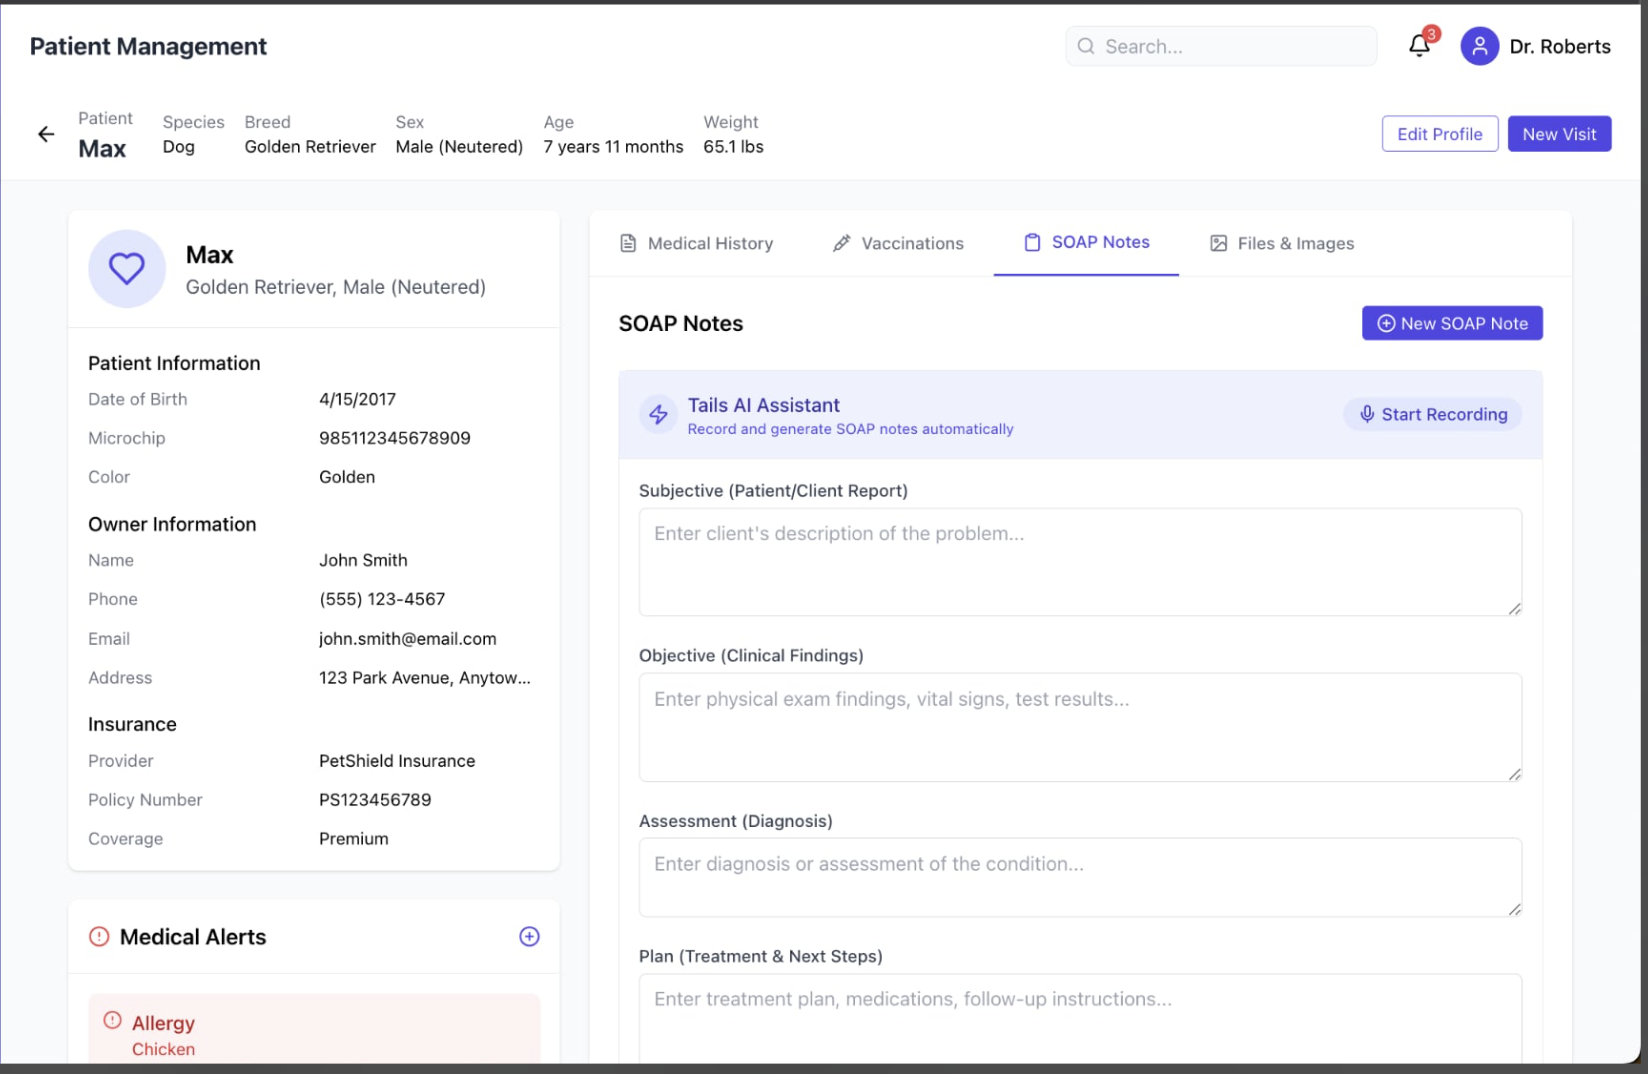 Patient Management
Search...
3
Dr. Roberts
Patient
Max
Species
Dog
Breed
Golden Retriever
Sex
Male (Neutered)
Age
7 years 11 months
Weight
65.1 lbs
Edit Profile
New Visit
Max
Golden Retriever, Male (Neutered)
Patient Information
Date of Birth 4/15/2017
Microchip 985112345678909
Color Golden
Owner Information
Name John Smith
Phone (555) 123-4567
Email john.smith@email.com
Address 123 Park Avenue, Anytow...
Insurance
Provider PetShield Insurance
Policy Number PS123456789
Coverage Premium
Medical Alerts
Allergy
Chicken
Medical History
Vaccinations
SOAP Notes
Files & Images
SOAP Notes
New SOAP Note
Tails AI Assistant
Record and generate SOAP notes automatically
Start Recording
Subjective (Patient/Client Report)
Enter client's description of the problem...
Objective (Clinical Findings)
Enter physical exam findings, vital signs, test results...
Assessment (Diagnosis)
Enter diagnosis or assessment of the condition...
Plan (Treatment & Next Steps)
Enter treatment plan, medications, follow-up instructions...